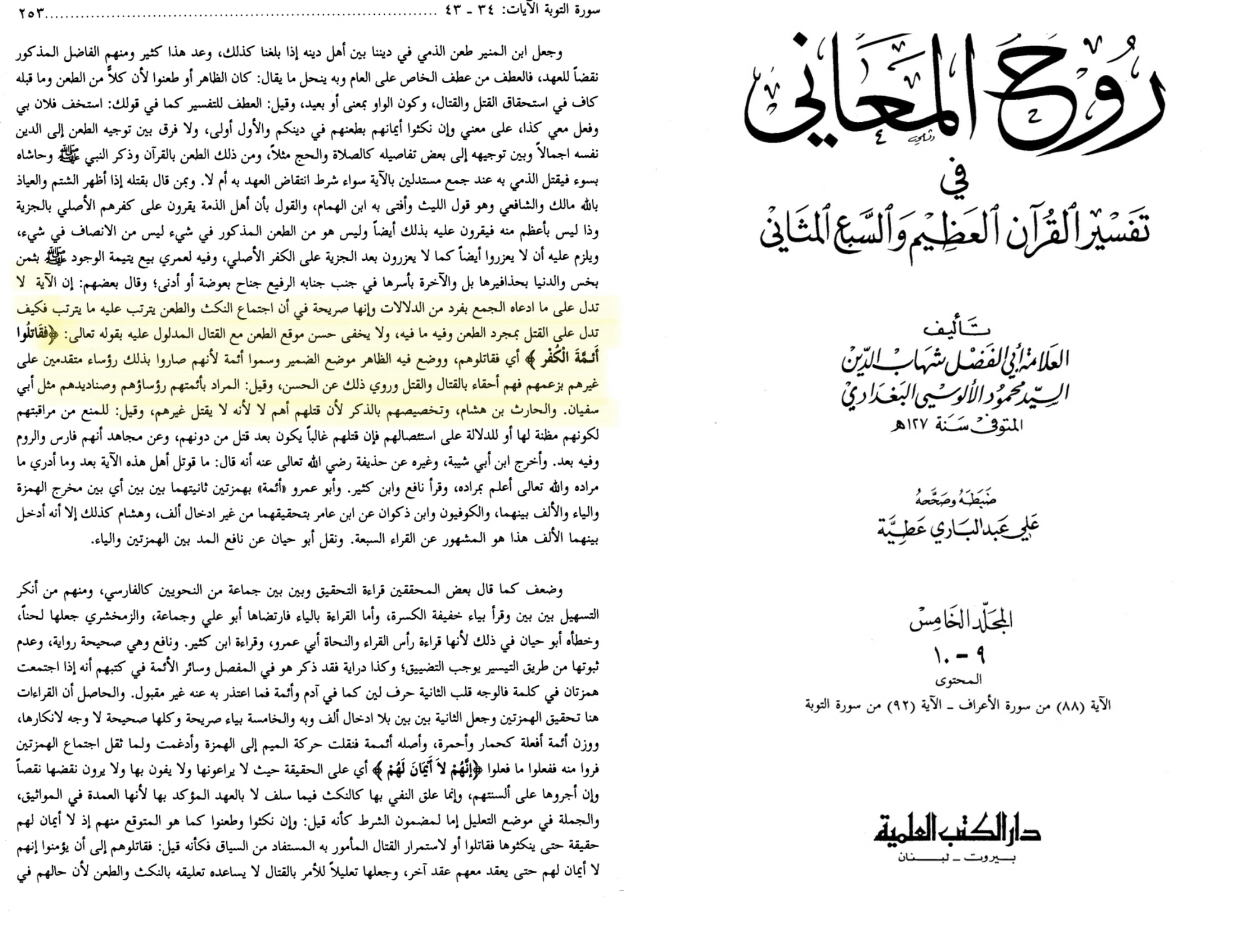 روح المعاني
في
تفسير القرآن العظيم والسبع المثاني
تأليف
العلامة أبي الفضل شهاب الدين
السيد محمود الألوسي البغدادي
المتوفى سنة ١٢٧ هـ
ضبطه وصححه
علي عبد الباري عطية
المجلد الخامس
٩ - ١٠
المحتوى
الآية (٨٨) من سورة الأعراف ـ الآية (٩٢) من سورة التوبة
دار الكتب العلمية
بيروت ـ لبنان
سورة التوبة الآيات: ٣٤ ـ ٤٣ ........ ٢٥٣
وجعل ابن المنير طعن الذمي في ديننا بين أهل دينه إذا بلغنا كذلك، وعد هذا كثير ومنهم الفاضل المذكور
نقضاً للعهد، فالعطف من عطف الخاص على العام وبه ينحل ما يقال: كان الظاهر أو طعنوا لأن كلاًّ من الطعن وما قبله
كاف في استحقاق القتل والقتال، وكون الواو بمعنى أو بعيد، وقيل: العطف للتفسير كما في قولك: استخف فلان بي
وفعل معي كذا، على معني وإن نكثوا أيمانهم بطعنهم في دينكم والأول أولى، ولا فرق بين توجيه الطعن إلى الدين
نفسه اجمالاً وبين توجيهه إلى بعض تفاصيله كالصلاة والحج مثلاً، ومن ذلك الطعن بالقرآن وذكر النبي ﷺ وحاشاه
بسوء فيقتل الذمي به عند جمع مستدلين بالآية سواء شرط انتقاض العهد به أم لا. وبمن قال بقتله إذا أظهر الشتم والعياذ
بالله مالك والشافعي وهو قول الليث وأفتى به ابن الهمام، والقول بأن أهل الذمة يقرون على كفرهم الأصلي بالجزية
وذا ليس بأعظم منه فيقرون عليه بذلك أيضاً وليس هو من الطعن المذكور في شيء ليس من الانصاف في شيء،
ويلزم عليه أن لا يعزروا أيضاً كما لا يعزرون بعد الجزية على الكفر الأصلي، وفيه لعمري بيع يتيمة الوجود ﷺ بثمن
بخس والدنيا بحذافيرها بل والآخرة بأسرها في جنب جنابه الرفيع جناح بعوضة أو أدنى؛ وقال بعضهم: إن الآية لا
تدل على ما ادعاه الجمع بفرد من الدلالات وإنها صريحة في أن اجتماع النكث والطعن يترتب عليه ما يترتب فكيف
تدل على القتل بمجرد الطعن وفيه ما فيه، ولا يخفى حسن موقع الطعن مع القتال المدلول عليه بقوله تعالى: ﴿فقاتلوا
أَئمَّةَ الْكُفْر﴾ أي فقاتلوهم، ووضع فيه الظاهر موضع الضمير وسموا أئمة لأنهم صاروا بذلك رؤساء متقدمين على
غيرهم بزعمهم فهم أحقاء بالقتال والقتل وروي ذلك عن الحسن، وقيل: المراد بأئمتهم رؤساؤهم وصناديدهم مثل أبي
سفيان. والحارث بن هشام، وتخصيصهم بالذكر لأن قتلهم أهم لا لأنه لا يقتل غيرهم، وقيل: للمنع من مراقبتهم
لكونهم مظنة لها أو للدلالة على استئصالهم فإن قتلهم غالباً يكون بعد قتل من دونهم، وعن مجاهد أنهم فارس والروم
وفيه بعد. وأخرج ابن أبي شيبة، وغيره عن حذيفة رضي الله تعالى عنه أنه قال: ما قوتل أهل هذه الآية بعد وما أدري ما
مراده والله تعالى أعلم بمراده، وقرأ نافع وابن كثير. وأبو عمرو «أئمة» بهمزتين ثانيتهما بين بين أي بين مخرج الهمزة
والياء والألف بينهما، والكوفيون وابن ذكوان عن ابن عامر بتحقيقهما من غير ادخال ألف، وهشام كذلك إلا أنه أدخل
بينهما الألف هذا هو المشهور عن القراء السبعة. ونقل أبو حيان عن نافع المد بين الهمزتين والياء.
وضعف كما قال بعض المحققين قراءة التحقيق وبين بين جماعة من النحويين كالفارسي، ومنهم من أنكر
التسهيل بين بين وقرأ بياء خفيفة الكسرة، وأما القراءة بالياء فارتضاها أبو علي وجماعة، والزمخشري جعلها لحناً،
وخطأه أبو حيان في ذلك لأنها قراءة رأس القراء والنحاة أبي عمرو، وقراءة ابن كثير. ونافع وهي صحيحة رواية، وعدم
ثبوتها من طريق التيسير يوجب التضييق؛ وكذا دراية فقد ذكر هو في المفصل وسائر الأئمة في كتبهم أنه إذا اجتمعت
همزتان في كلمة فالوجه قلب الثانية حرف لين كما في آدم وأئمة فما اعتذر به عنه غير مقبول. والحاصل أن القراءات
هنا تحقيق الهمزتين وجعل الثانية بين بين بلا ادخال ألف وبه والخامسة بياء صريحة وكلها صحيحة لا وجه لانكارها،
ووزن أئمة أفعلة كحمار وأحمرة، وأصله أئممة فنقلت حركة الميم إلى الهمزة وأدغمت ولما ثقل اجتماع الهمزتين
فروا منه ففعلوا ما فعلوا ﴿إنَّهُمْ لاَ أَيْمَانَ لَهُمْ﴾ أي على الحقيقة حيث لا يراعونها ولا يفون بها ولا يرون نقضها نقصاً
وإن أجروها على ألسنتهم، وإنما علق النفي بها كالنكث فيما سلف لا بالعهد المؤكد بها لأنها العمدة في المواثيق،
والجملة في موضع التعليل إما لمضمون الشرط كأنه قيل: وإن نكثوا وطعنوا كما هو المتوقع منهم إذ لا أيمان لهم
حقيقة حتى ينكثوها فقاتلوا أو لاستمرار القتال المأمور به المستفاد من السياق فكأنه قيل: فقاتلوهم إلى أن يؤمنوا إنهم
لا أيمان لهم حتى يعقد معهم عقد آخر، وجعلها تعليلاً للأمر بالقتال لا يساعده تعليقه بالنكث والطعن لأن حالهم في